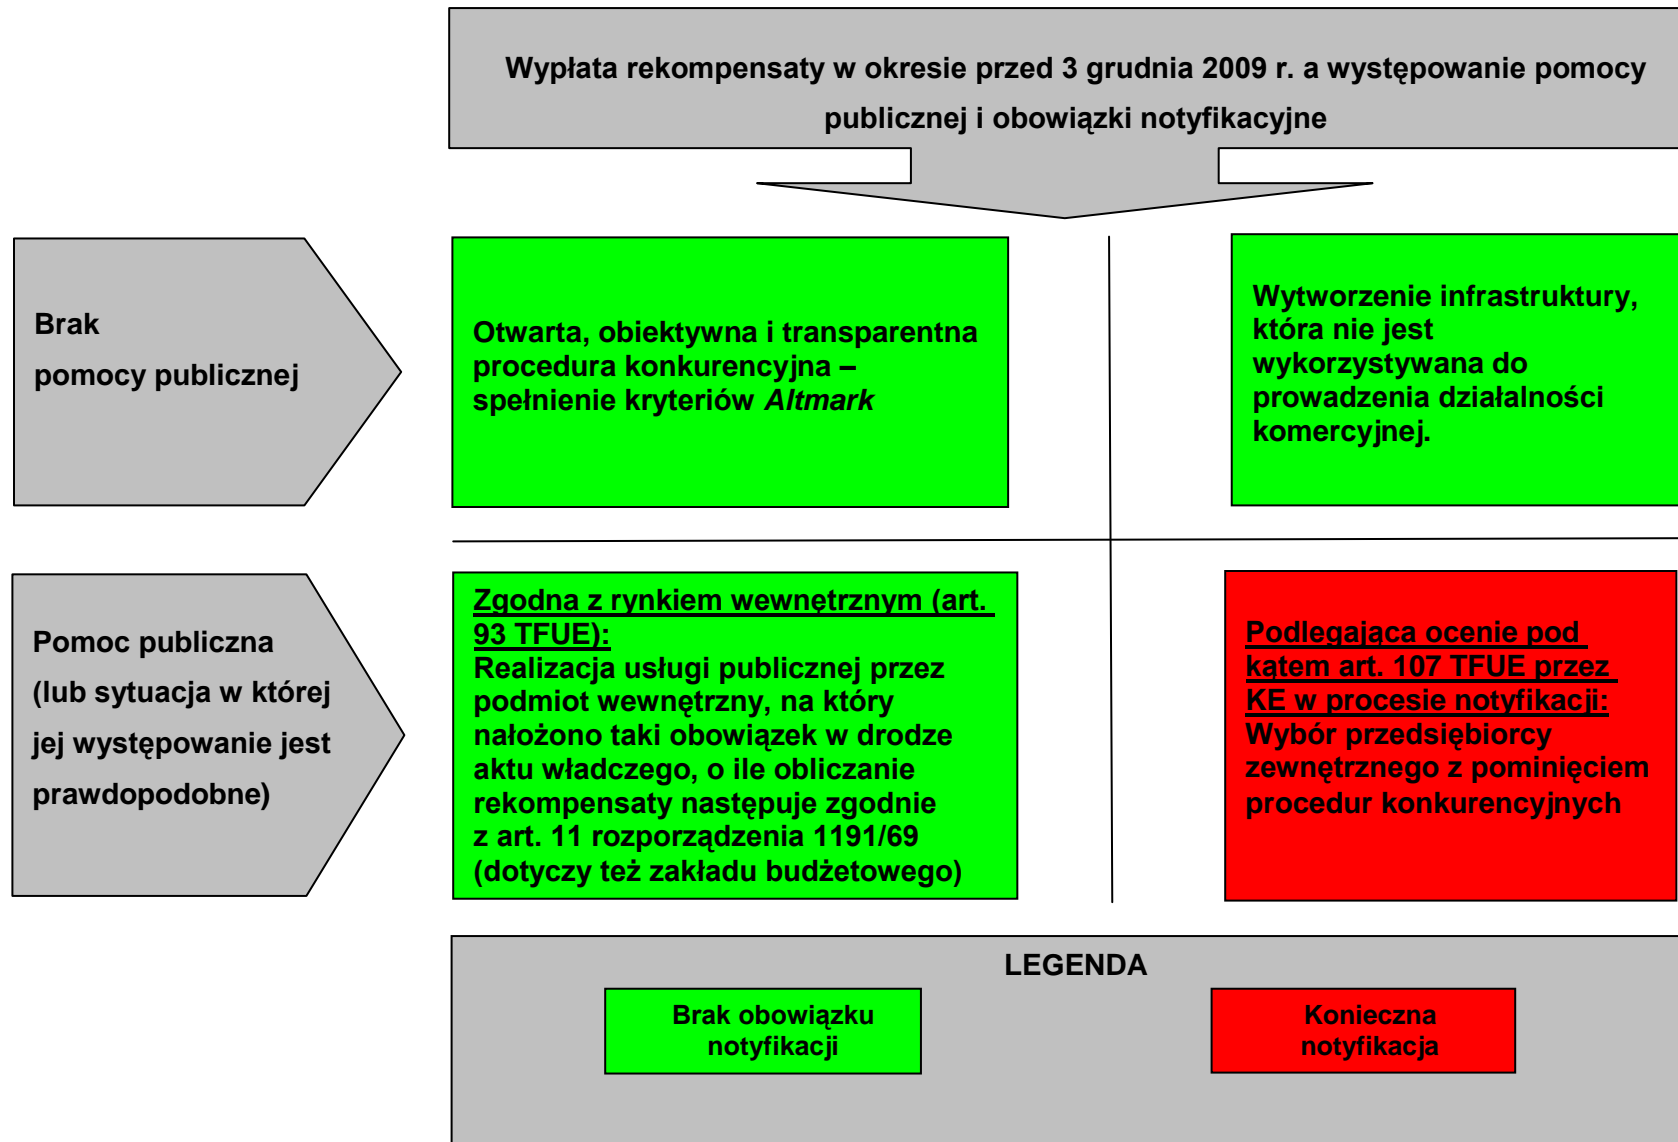 Wypłata rekompensaty w okresie przed 3 grudnia 2009 r. a występowanie pomocy
publicznej i obowiązki notyfikacyjne
Brak
pomocy publicznej
Otwarta, obiektywna i transparentna
procedura konkurencyjna –
spełnienie kryteriów Altmark
Wytworzenie infrastruktury,
która nie jest
wykorzystywana do
prowadzenia działalności
komercyjnej.
Pomoc publiczna
(lub sytuacja w której
jej występowanie jest
prawdopodobne)
Zgodna z rynkiem wewnętrznym (art.
93 TFUE):
Realizacja usługi publicznej przez
podmiot wewnętrzny, na który
nałożono taki obowiązek w drodze
aktu władczego, o ile obliczanie
rekompensaty następuje zgodnie
z art. 11 rozporządzenia 1191/69
(dotyczy też zakładu budżetowego)
Podlegająca ocenie pod
kątem art. 107 TFUE przez
KE w procesie notyfikacji:
Wybór przedsiębiorcy
zewnętrznego z pominięciem
procedur konkurencyjnych
LEGENDA
Brak obowiązku
notyfikacji
Konieczna
notyfikacja